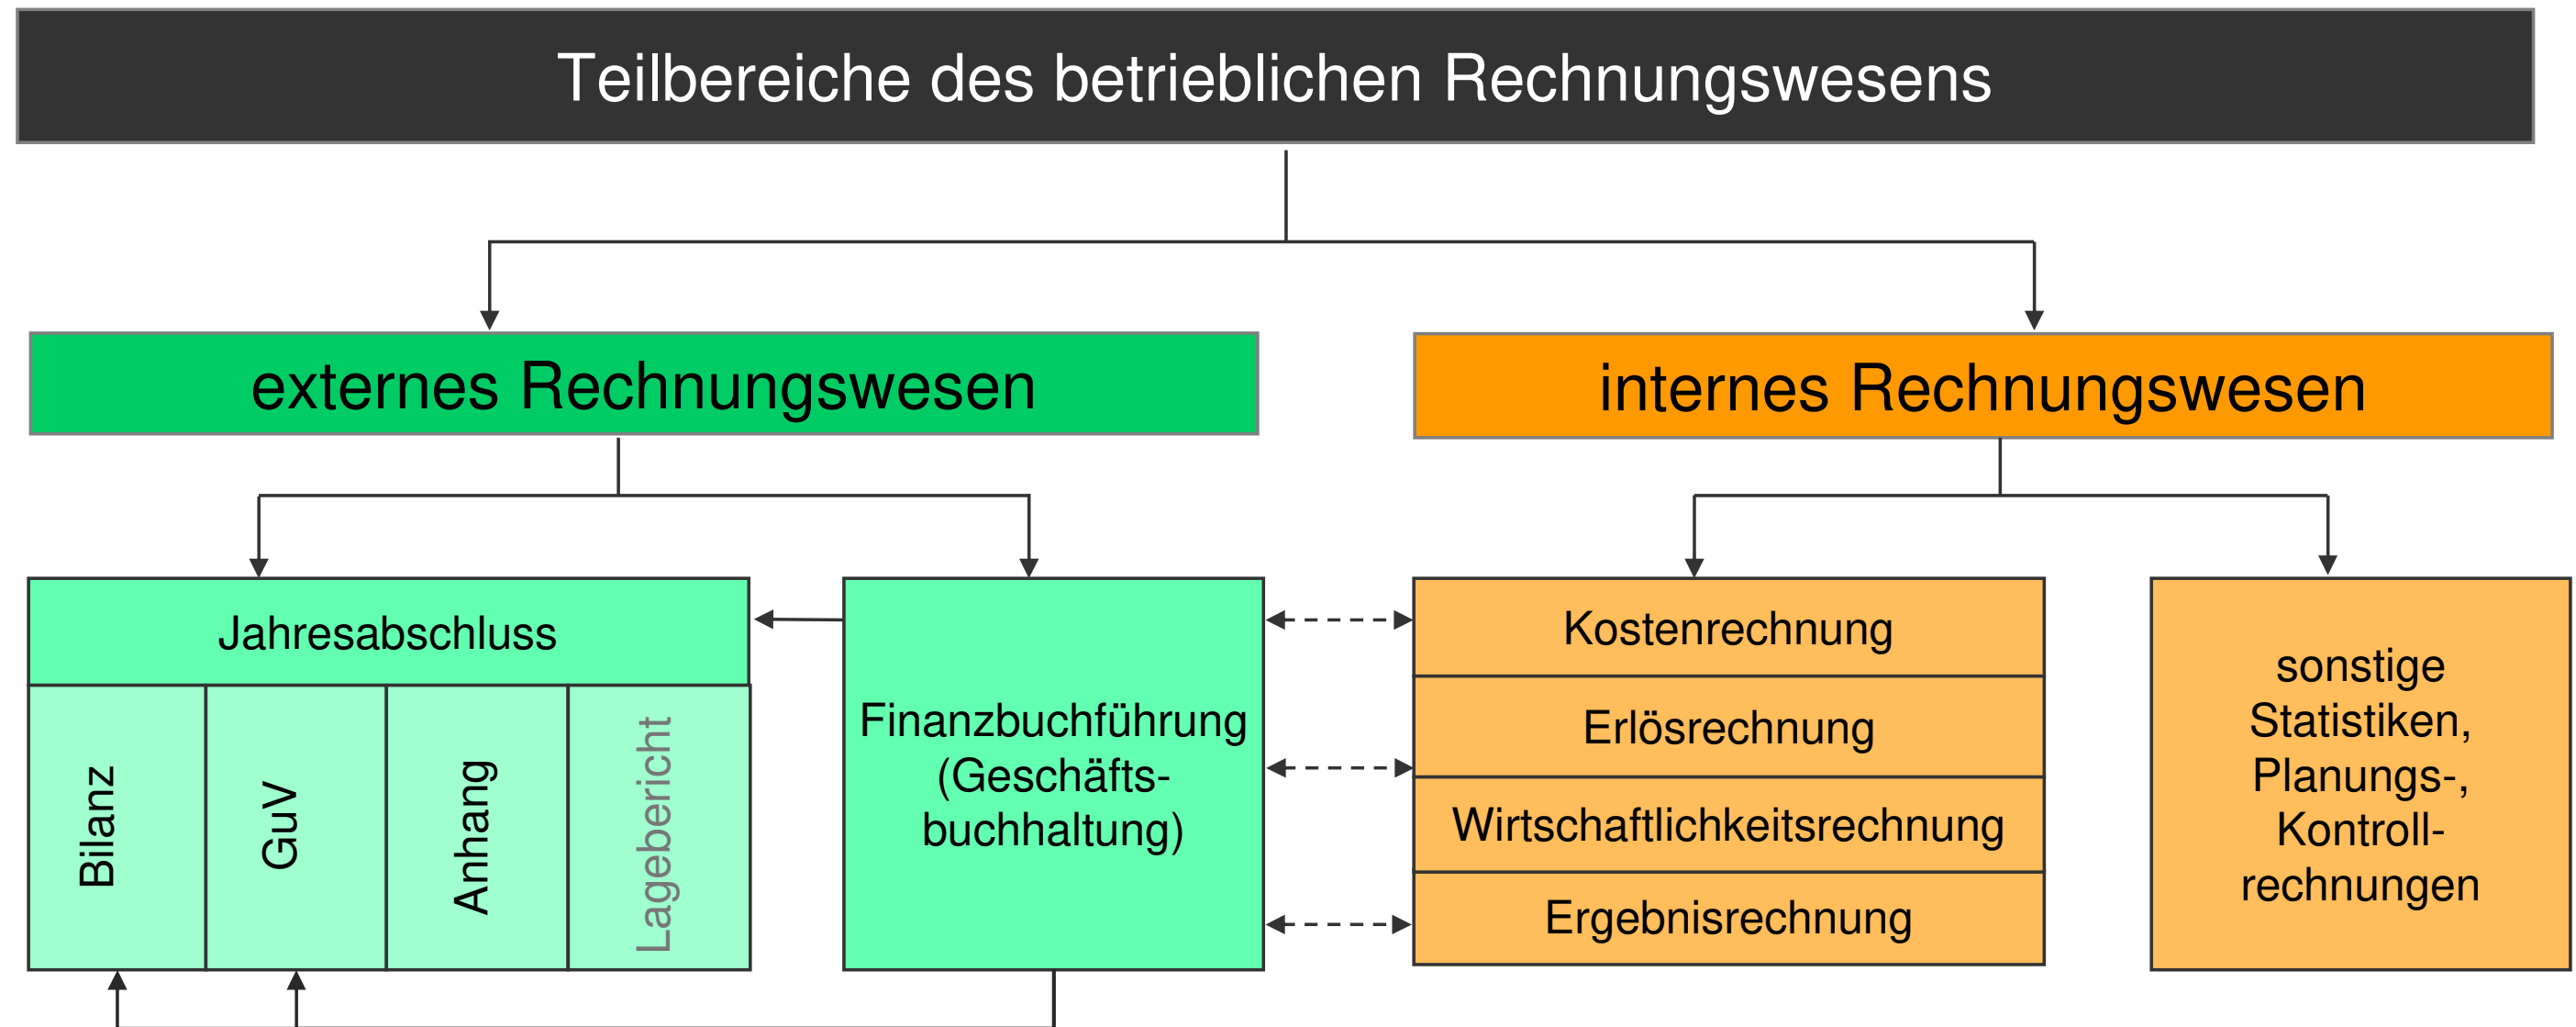 Teilbereiche des betrieblichen Rechnungswesens
externes Rechnungswesen
internes Rechnungswesen
Jahresabschluss
Bilanz
GuV
Anhang
Lagebericht
Finanzbuchführung
(Geschäfts-
buchhaltung)
Kostenrechnung
Erlösrechnung
Wirtschaftlichkeitsrechnung
Ergebnisrechnung
sonstige
Statistiken,
Planungs-,
Kontroll-
rechnungen